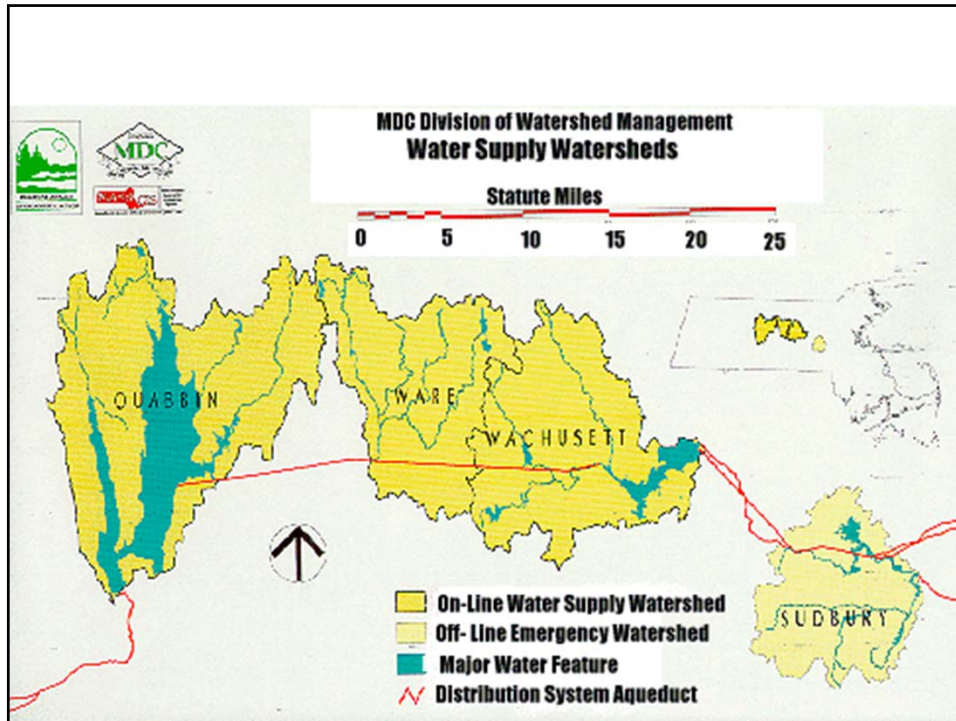 MDC Division of Watershed Management
Water Supply Watersheds
MDC
Statute Miles
0 5 10 15 20 25
QUABBIN
WARE
WACHUSETT
SUDBURY
On-Line Water Supply Watershed
Off- Line Emergency Watershed
Major Water Feature
Distribution System Aqueduct